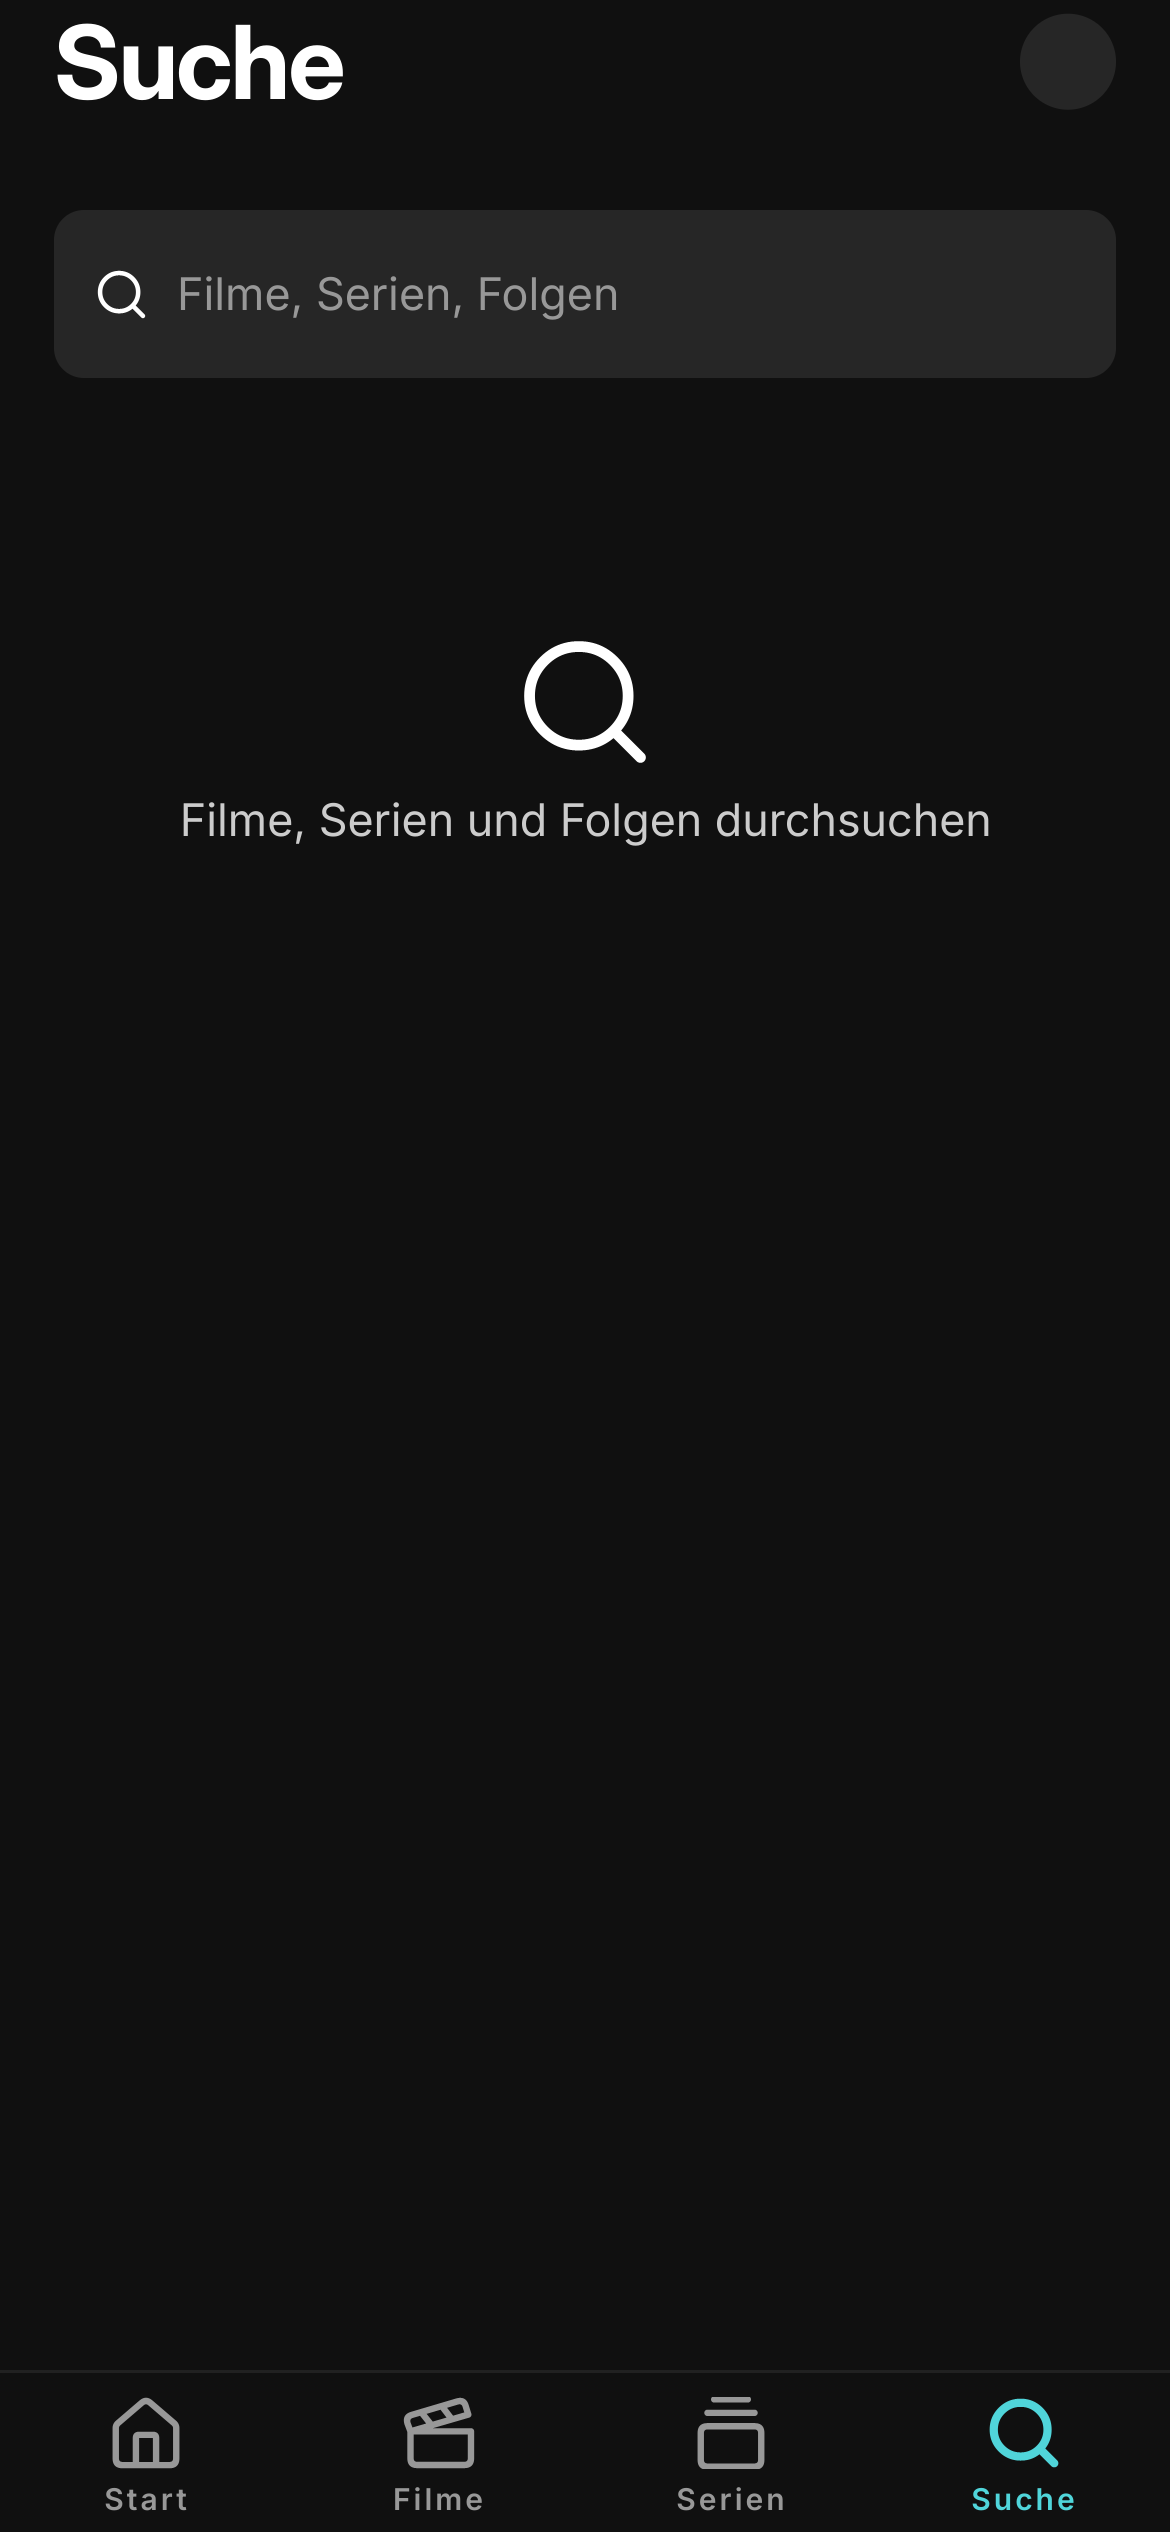 Suche
Filme, Serien, Folgen
Filme, Serien und Folgen durchsuchen
Start
Filme
Serien
Suche